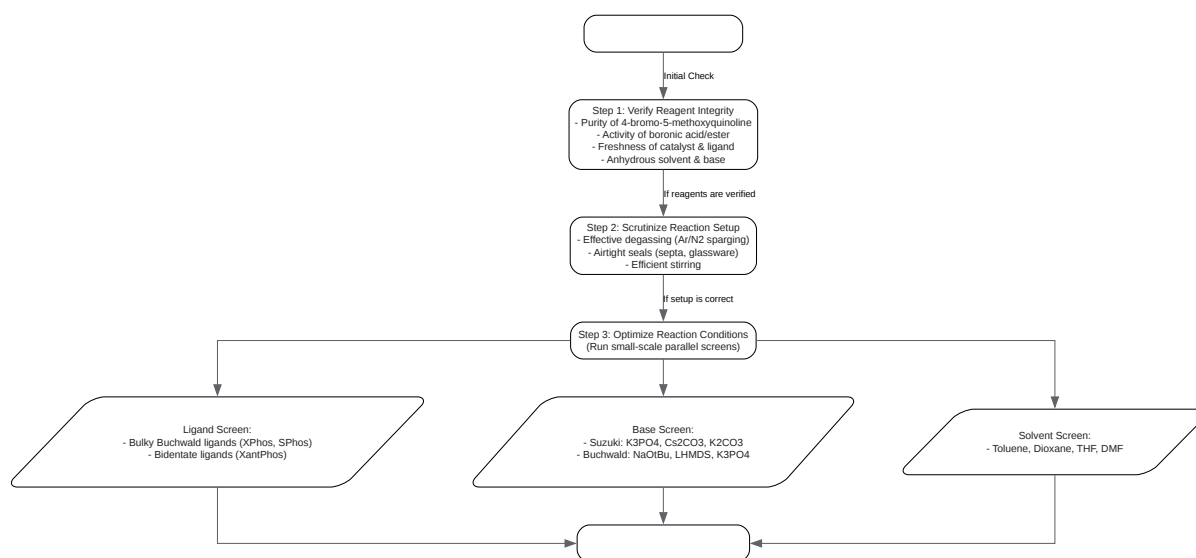 Initial Check
Step 1: Verify Reagent Integrity
- Purity of 4-bromo-5-methoxyquinoline
- Activity of boronic acid/ester
- Freshness of catalyst & ligand
- Anhydrous solvent & base
If reagents are verified
Step 2: Scrutinize Reaction Setup
- Effective degassing (Ar/N2 sparging)
- Airtight seals (septa, glassware)
- Efficient stirring
If setup is correct
Step 3: Optimize Reaction Conditions
(Run small-scale parallel screens)
Ligand Screen:
- Bulky Buchwald ligands (XPhos, SPhos)
- Bidentate ligands (XantPhos)
Base Screen:
- Suzuki: K3PO4, Cs2CO3, K2CO3
- Buchwald: NaOtBu, LHMDS, K3PO4
Solvent Screen:
- Toluene, Dioxane, THF, DMF